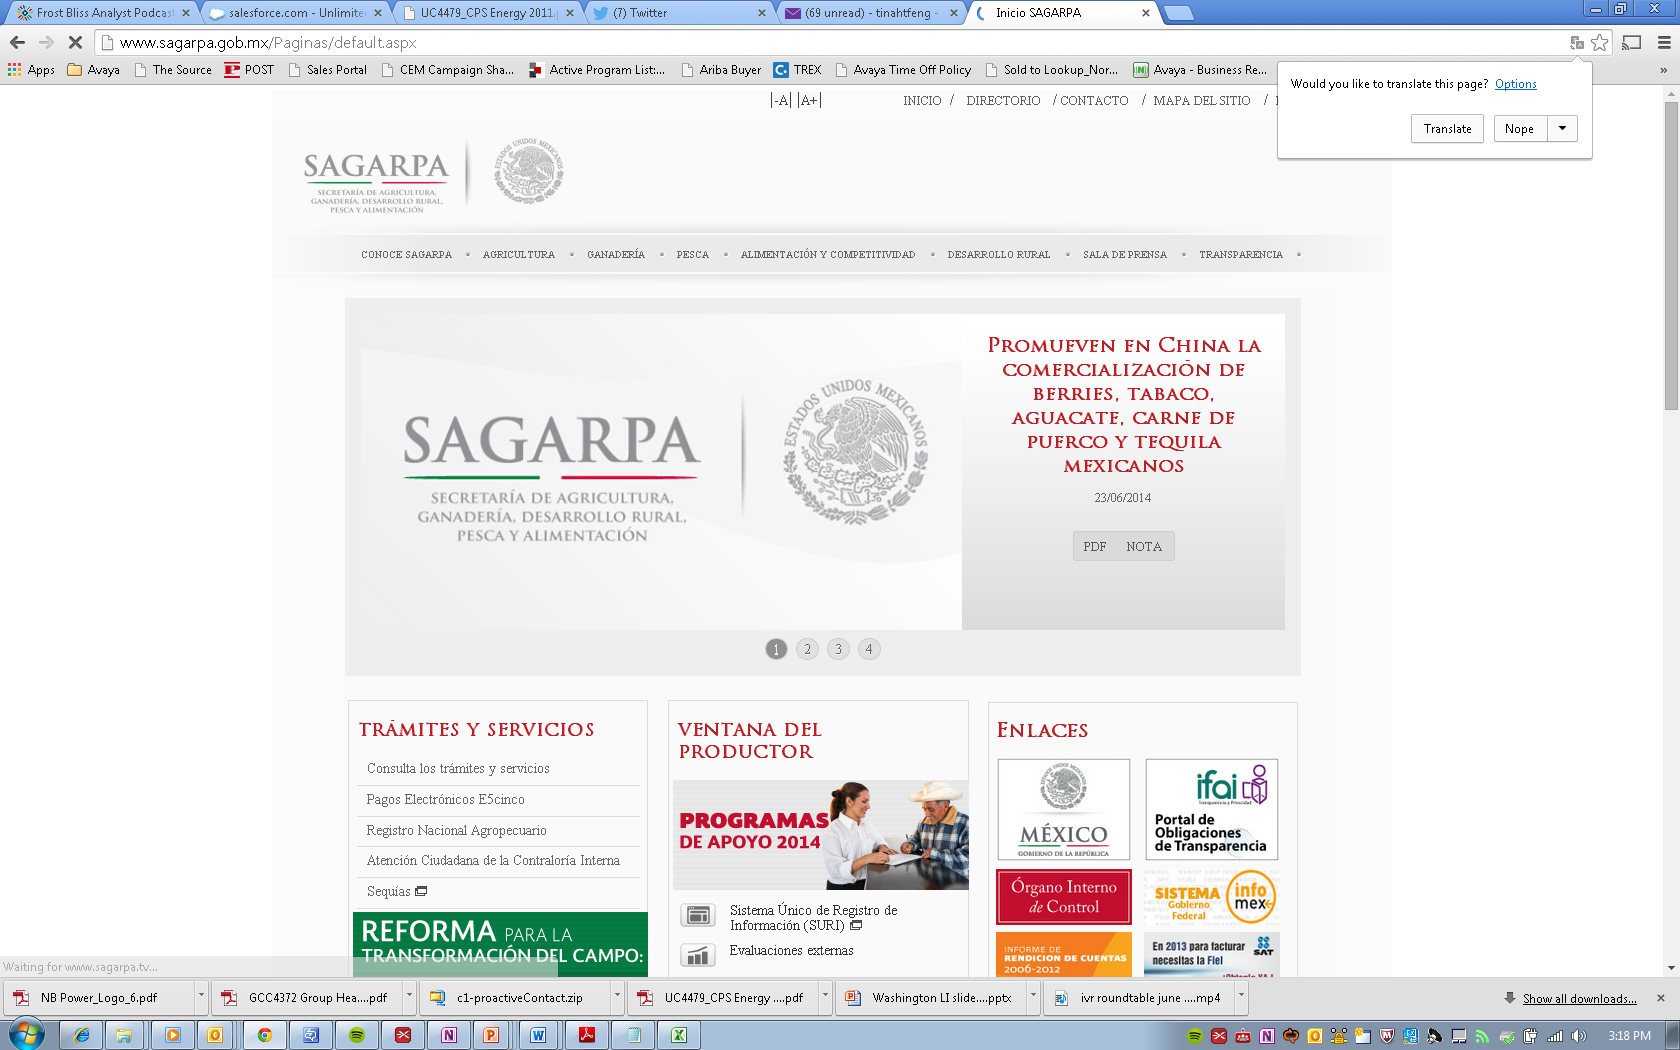 Frost Bliss Analyst Podcast
salesforce.com - Unlimite
UC4479_CPS Energy 2011.
(7) Twitter
(69 unread) - tinahtfeng -
Inicio SAGARPA
www.sagarpa.gob.mx/Paginas/default.aspx
Apps
Avaya
The Source
POST
Sales Portal
CEM Campaign Sha...
Active Program List:...
Ariba Buyer
TREX
Avaya Time Off Policy
Sold to Lookup_Nor...
Avaya - Business Re...
»
Would you like to translate this page? Options
Translate
Nope
|-A| |A+|
INICIO / DIRECTORIO / CONTACTO / MAPA DEL SITIO /
SAGARPA
SECRETARÍA DE AGRICULTURA,
GANADERÍA, DESARROLLO RURAL,
PESCA Y ALIMENTACIÓN
ESTADOS UNIDOS MEXICANOS
CONOCE SAGARPA • AGRICULTURA • GANADERÍA • PESCA • ALIMENTACIÓN Y COMPETITIVIDAD • DESARROLLO RURAL • SALA DE PRENSA • TRANSPARENCIA •
SAGARPA
SECRETARÍA DE AGRICULTURA,
GANADERÍA, DESARROLLO RURAL,
PESCA Y ALIMENTACIÓN
ESTADOS UNIDOS MEXICANOS
PROMUEVEN EN CHINA LA
COMERCIALIZACIÓN DE
BERRIES, TABACO,
AGUACATE, CARNE DE
PUERCO Y TEQUILA
MEXICANOS
23/06/2014
PDF NOTA
1 2 3 4
TRÁMITES Y SERVICIOS
Consulta los trámites y servicios
Pagos Electrónicos E5cinco
Registro Nacional Agropecuario
Atención Ciudadana de la Contraloría Interna
Sequías
REFORMA PARA LA
TRANSFORMACIÓN DEL CAMPO:
VENTANA DEL
PRODUCTOR
PROGRAMAS
DE APOYO 2014
Sistema Único de Registro de
Información (SURI)
Evaluaciones externas
ENLACES
MÉXICO
GOBIERNO DE LA REPÚBLICA
ifai
Transparencia y Privacidad
Portal de
Obligaciones
de Transparencia
Órgano Interno
de Control
SISTEMA
Gobierno
Federal
info
mex
INFORME DE
RENDICION DE CUENTAS
2006-2012
En 2013 para facturar
necesitas la Fiel
SAT
Waiting for www.sagarpa.tv...
NB Power_Logo_6.pdf
GCC4372 Group Hea....pdf
c1-proactiveContact.zip
UC4479_CPS Energy ....pdf
Washington LI slide....pptx
ivr roundtable june ....mp4
Show all downloads...
3:18 PM